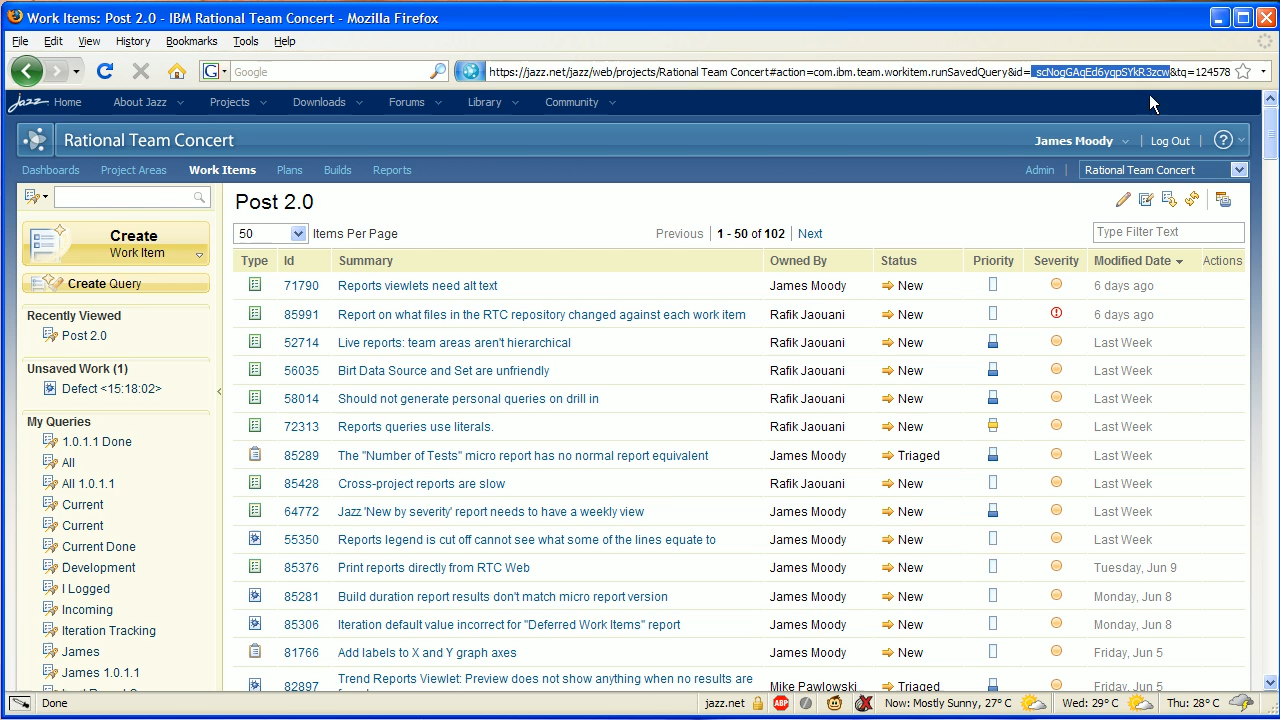 Work Items: Post 2.0 - IBM Rational Team Concert - Mozilla Firefox
File Edit View History Bookmarks Tools Help
Google
https://jazz.net/jazz/web/projects/Rational Team Concert#action=com.ibm.team.workitem.runSavedQuery&id=_scNogGAqEd6yqpSYkR3zcw&tq=124578
Jazz Home About Jazz Projects Downloads Forums Library Community
Rational Team Concert James Moody Log Out ?
Dashboards Project Areas Work Items Plans Builds Reports Admin Rational Team Concert
Create
Work Item
Create Query
Recently Viewed
Post 2.0
Unsaved Work (1)
Defect <15:18:02>
My Queries
1.0.1.1 Done
All
All 1.0.1.1
Current
Current
Current Done
Development
I Logged
Incoming
Iteration Tracking
James
James 1.0.1.1
Post 2.0
50 Items Per Page Previous 1 - 50 of 102 Next Type Filter Text
Type Id Summary Owned By Status Priority Severity Modified Date Actions
71790 Reports viewlets need alt text James Moody New 6 days ago
85991 Report on what files in the RTC repository changed against each work item Rafik Jaouani New 6 days ago
52714 Live reports: team areas aren't hierarchical Rafik Jaouani New Last Week
56035 Birt Data Source and Set are unfriendly Rafik Jaouani New Last Week
58014 Should not generate personal queries on drill in Rafik Jaouani New Last Week
72313 Reports queries use literals. Rafik Jaouani New Last Week
85289 The "Number of Tests" micro report has no normal report equivalent James Moody Triaged Last Week
85428 Cross-project reports are slow Rafik Jaouani New Last Week
64772 Jazz 'New by severity' report needs to have a weekly view James Moody New Last Week
55350 Reports legend is cut off cannot see what some of the lines equate to James Moody New Last Week
85376 Print reports directly from RTC Web James Moody New Tuesday, Jun 9
85281 Build duration report results don't match micro report version James Moody New Monday, Jun 8
85306 Iteration default value incorrect for "Deferred Work Items" report James Moody New Monday, Jun 8
81766 Add labels to X and Y graph axes James Moody New Friday, Jun 5
82897 Trend Reports Viewlet: Preview does not show anything when no results are Mike Pawlowski Triaged Friday, Jun 5
Done jazz.net ABP Now: Mostly Sunny, 27° C Wed: 29° C Thu: 28° C